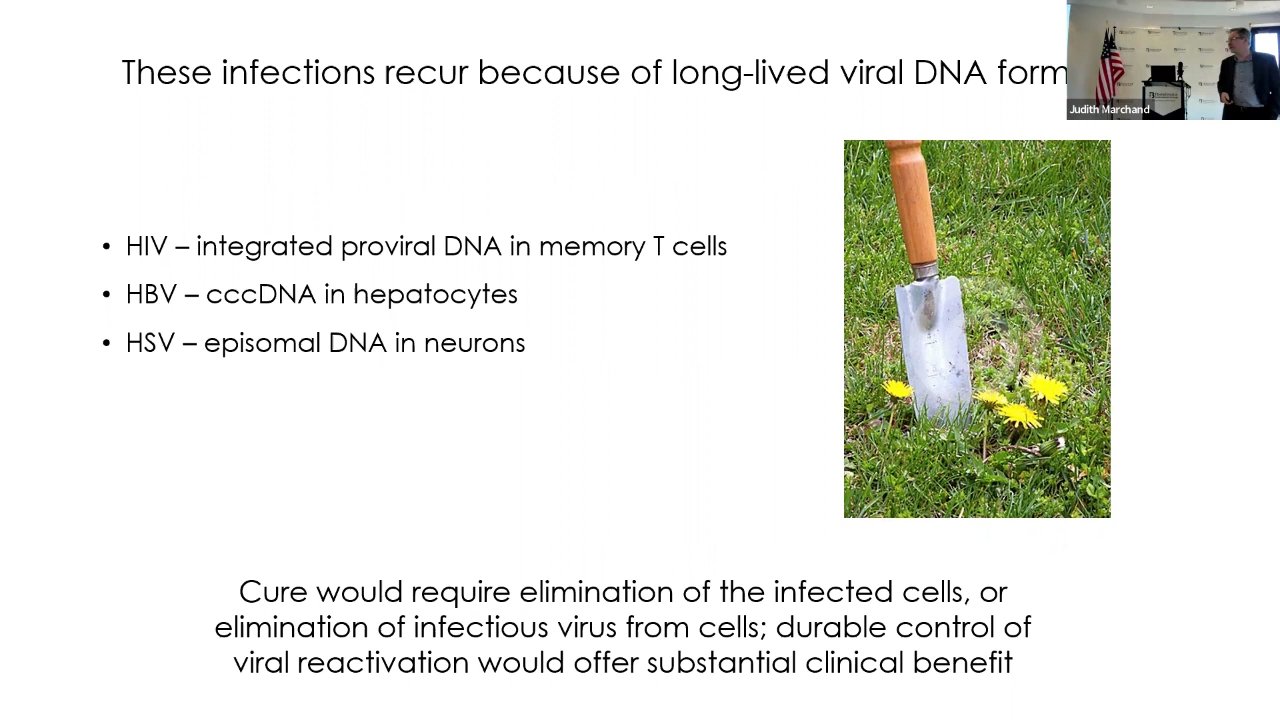 These infections recur because of long-lived viral DNA form
Judith Marchand
• HIV – integrated proviral DNA in memory T cells
• HBV – cccDNA in hepatocytes
• HSV – episomal DNA in neurons
Cure would require elimination of the infected cells, or
elimination of infectious virus from cells; durable control of
viral reactivation would offer substantial clinical benefit